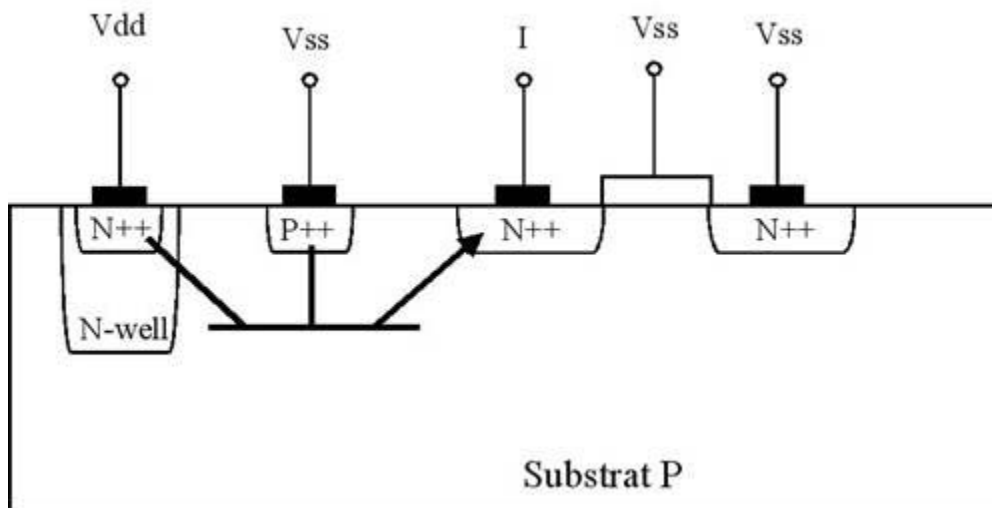 Vdd
Vss
I
Vss
Vss
N++
P++
N++
N++
N-well
Substrat P